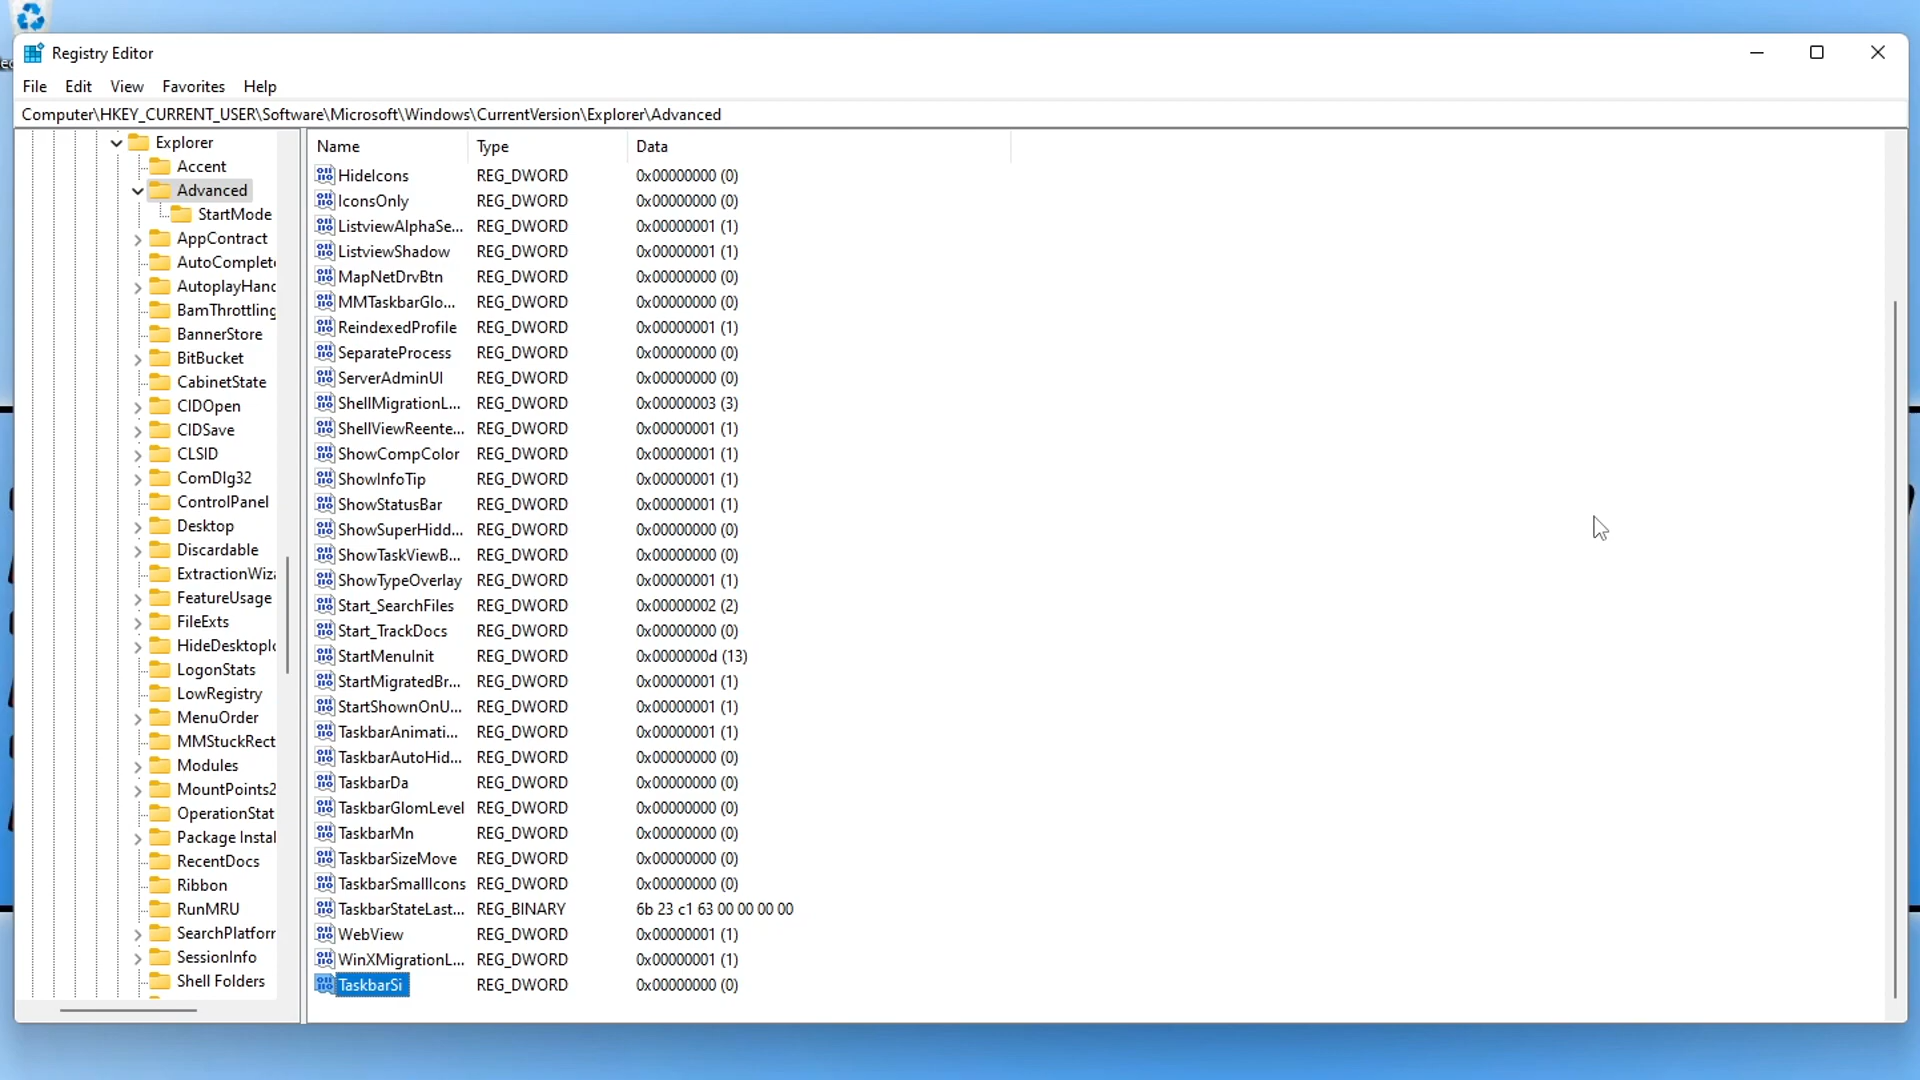 Registry Editor
File Edit View Favorites Help
Computer\HKEY_CURRENT_USER\Software\Microsoft\Windows\CurrentVersion\Explorer\Advanced
Explorer
Accent
Advanced
StartMode
AppContract
AutoComplet
AutoplayHand
BamThrottling
BannerStore
BitBucket
CabinetState
CIDOpen
CIDSave
CLSID
ComDlg32
ControlPanel
Desktop
Discardable
ExtractionWiza
FeatureUsage
FileExts
HideDesktopIc
LogonStats
LowRegistry
MenuOrder
MMStuckRect
Modules
MountPoints2
OperationStat
Package Instal
RecentDocs
Ribbon
RunMRU
SearchPlatforr
SessionInfo
Shell Folders
Name Type Data
HideIcons REG_DWORD 0x00000000 (0)
IconsOnly REG_DWORD 0x00000000 (0)
ListviewAlphaSe... REG_DWORD 0x00000001 (1)
ListviewShadow REG_DWORD 0x00000001 (1)
MapNetDrvBtn REG_DWORD 0x00000000 (0)
MMTaskbarGlo... REG_DWORD 0x00000000 (0)
ReindexedProfile REG_DWORD 0x00000001 (1)
SeparateProcess REG_DWORD 0x00000000 (0)
ServerAdminUI REG_DWORD 0x00000000 (0)
ShellMigrationL... REG_DWORD 0x00000003 (3)
ShellViewReente... REG_DWORD 0x00000001 (1)
ShowCompColor REG_DWORD 0x00000001 (1)
ShowInfoTip REG_DWORD 0x00000001 (1)
ShowStatusBar REG_DWORD 0x00000001 (1)
ShowSuperHidd... REG_DWORD 0x00000000 (0)
ShowTaskViewB... REG_DWORD 0x00000000 (0)
ShowTypeOverlay REG_DWORD 0x00000001 (1)
Start_SearchFiles REG_DWORD 0x00000002 (2)
Start_TrackDocs REG_DWORD 0x00000000 (0)
StartMenuInit REG_DWORD 0x0000000d (13)
StartMigratedBr... REG_DWORD 0x00000001 (1)
StartShownOnU... REG_DWORD 0x00000001 (1)
TaskbarAnimati... REG_DWORD 0x00000001 (1)
TaskbarAutoHid... REG_DWORD 0x00000000 (0)
TaskbarDa REG_DWORD 0x00000000 (0)
TaskbarGlomLevel REG_DWORD 0x00000000 (0)
TaskbarMn REG_DWORD 0x00000000 (0)
TaskbarSizeMove REG_DWORD 0x00000000 (0)
TaskbarSmallIcons REG_DWORD 0x00000000 (0)
TaskbarStateLast... REG_BINARY 6b 23 c1 63 00 00 00 00
WebView REG_DWORD 0x00000001 (1)
WinXMigrationL... REG_DWORD 0x00000001 (1)
TaskbarSi REG_DWORD 0x00000000 (0)